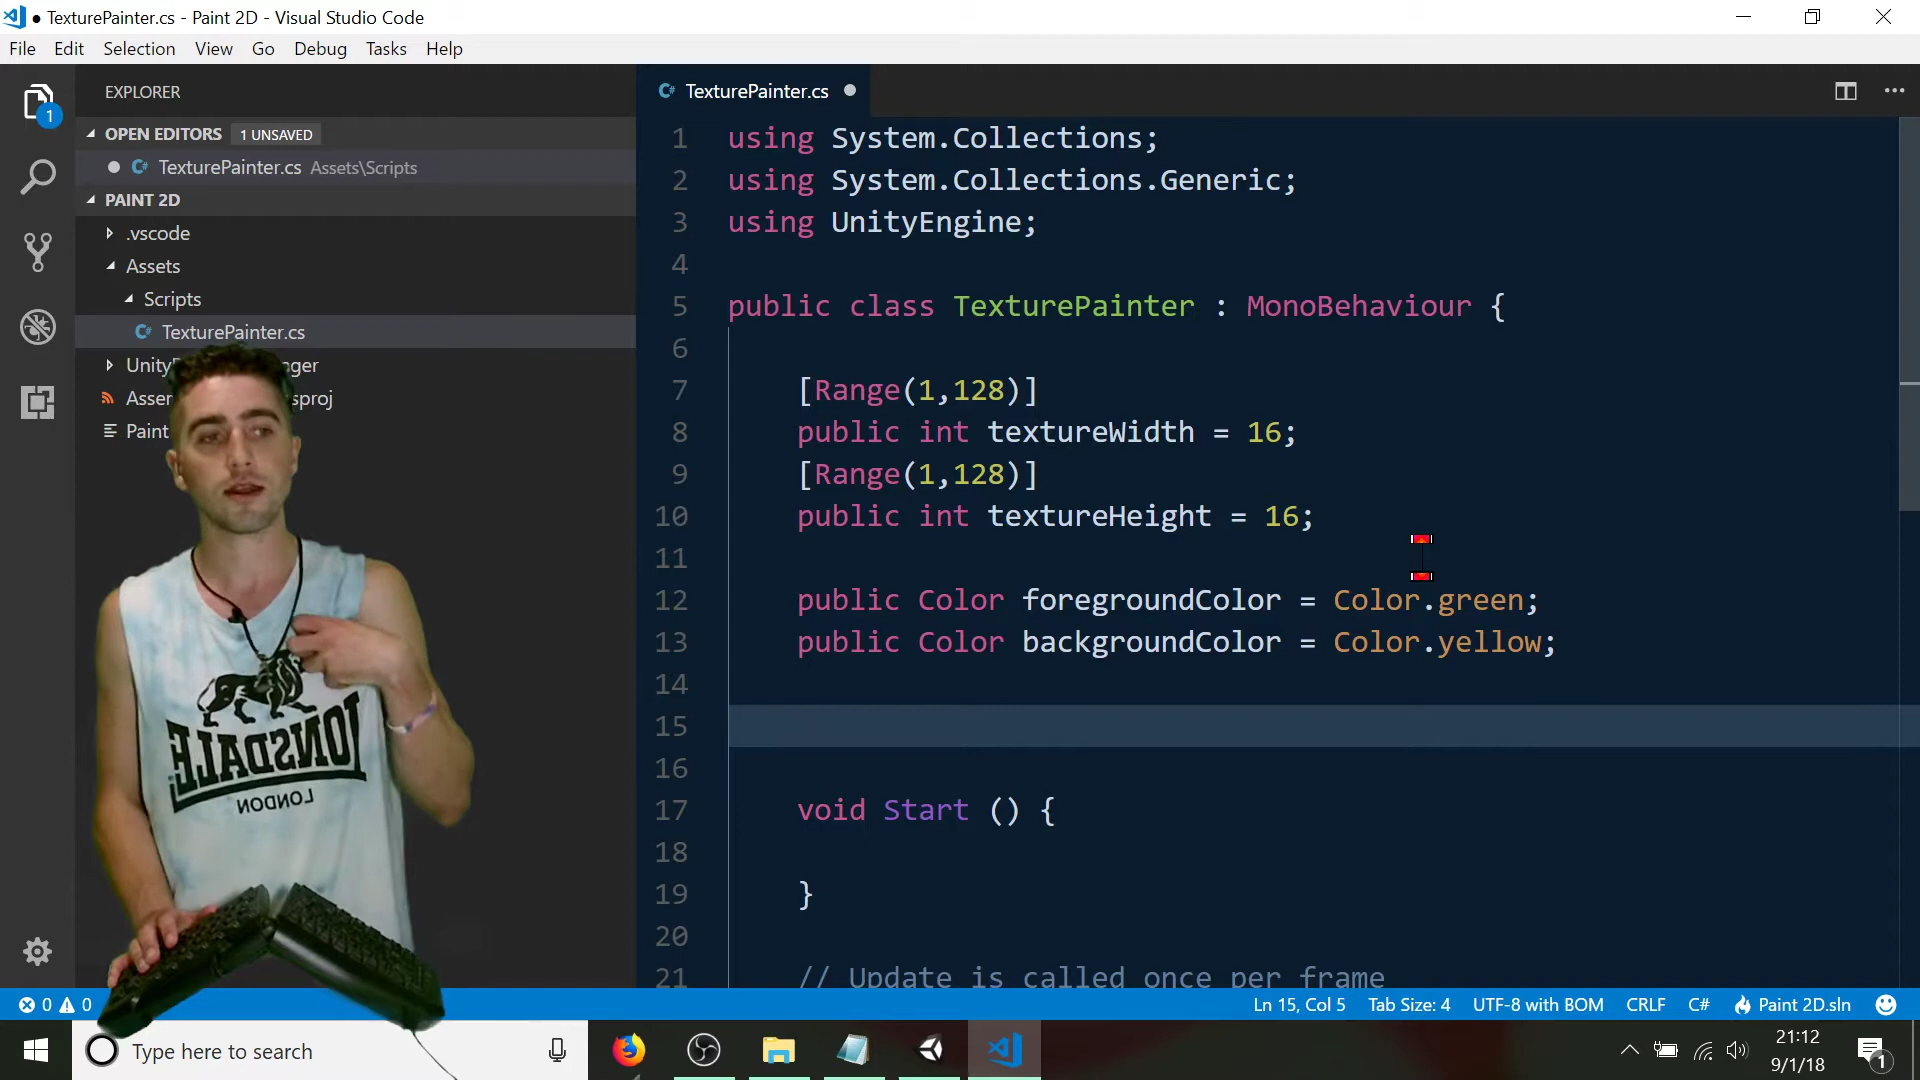 TexturePainter.cs - Paint 2D - Visual Studio Code
File Edit Selection View Go Debug Tasks Help
EXPLORER
OPEN EDITORS 1 UNSAVED
TexturePainter.cs Assets\Scripts
PAINT 2D
.vscode
Assets
Scripts
TexturePainter.cs
1
TexturePainter.cs
1 using System.Collections;
2 using System.Collections.Generic;
3 using UnityEngine;
4
5 public class TexturePainter : MonoBehaviour {
6
7 [Range(1,128)]
8 public int textureWidth = 16;
9 [Range(1,128)]
10 public int textureHeight = 16;
11
12 public Color foregroundColor = Color.green;
13 public Color backgroundColor = Color.yellow;
14
15
16
17 void Start () {
18
19 }
20
21 // Update is called once per frame
LONSDALE
LONDON
0 0 Ln 15, Col 5 Tab Size: 4 UTF-8 with BOM CRLF C# Paint 2D.sln
Type here to search
21:12
9/1/18
1